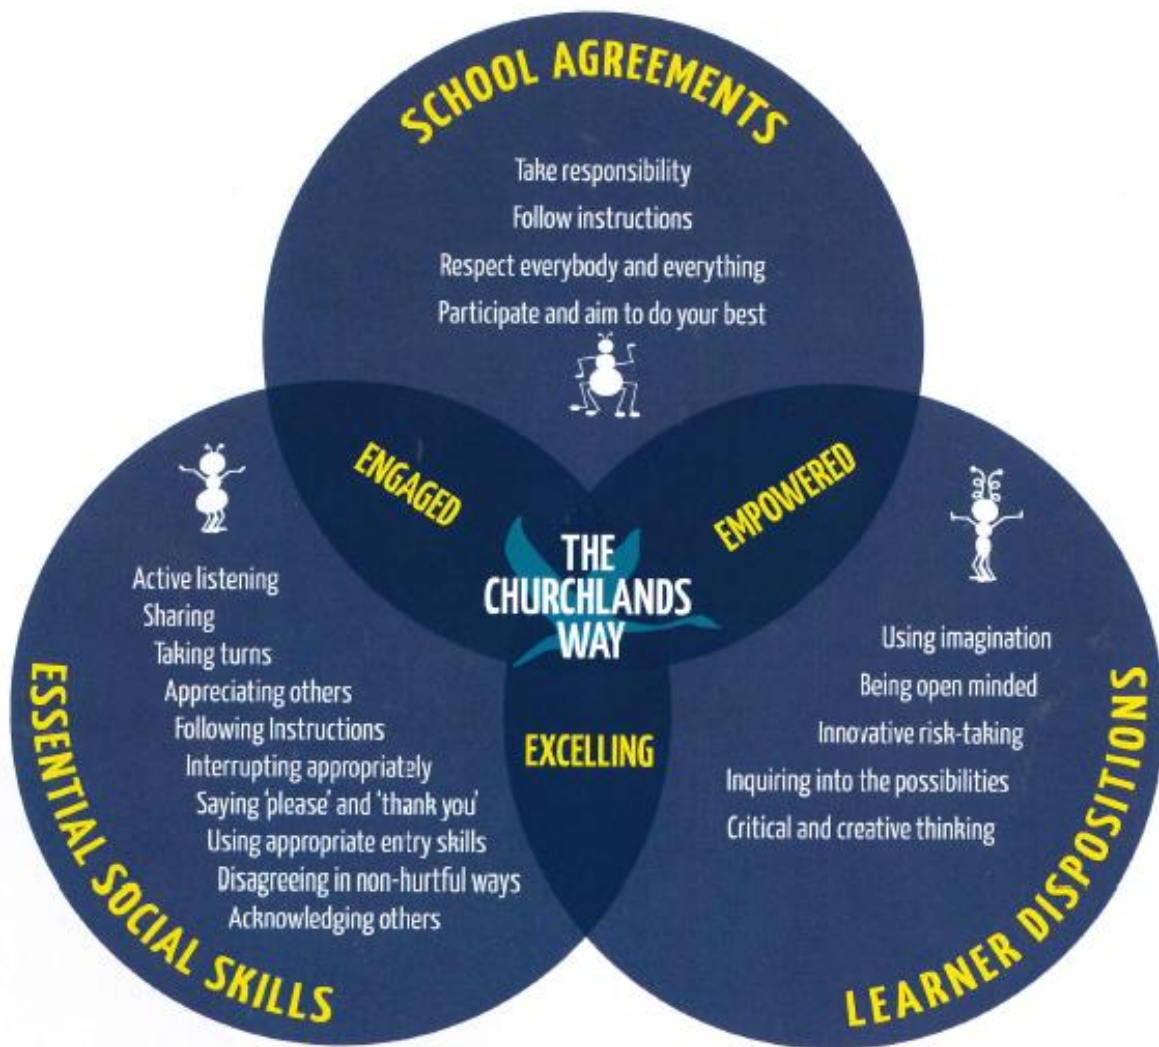 SCHOOL AGREEMENTS
Take responsibility
Follow instructions
Respect everybody and everything
Participate and aim to do your best
ENGAGED
EMPOWERED
THE
CHURCHLANDS
WAY
EXCELLING
Active listening
Sharing
Taking turns
Appreciating others
Following Instructions
Interrupting appropriately
Saying 'please' and 'thank you'
Using appropriate entry skills
Disagreeing in non-hurtful ways
Acknowledging others
ESSENTIAL SOCIAL SKILLS
Using imagination
Being open minded
Innovative risk-taking
Inquiring into the possibilities
Critical and creative thinking
LEARNER DISPOSITIONS